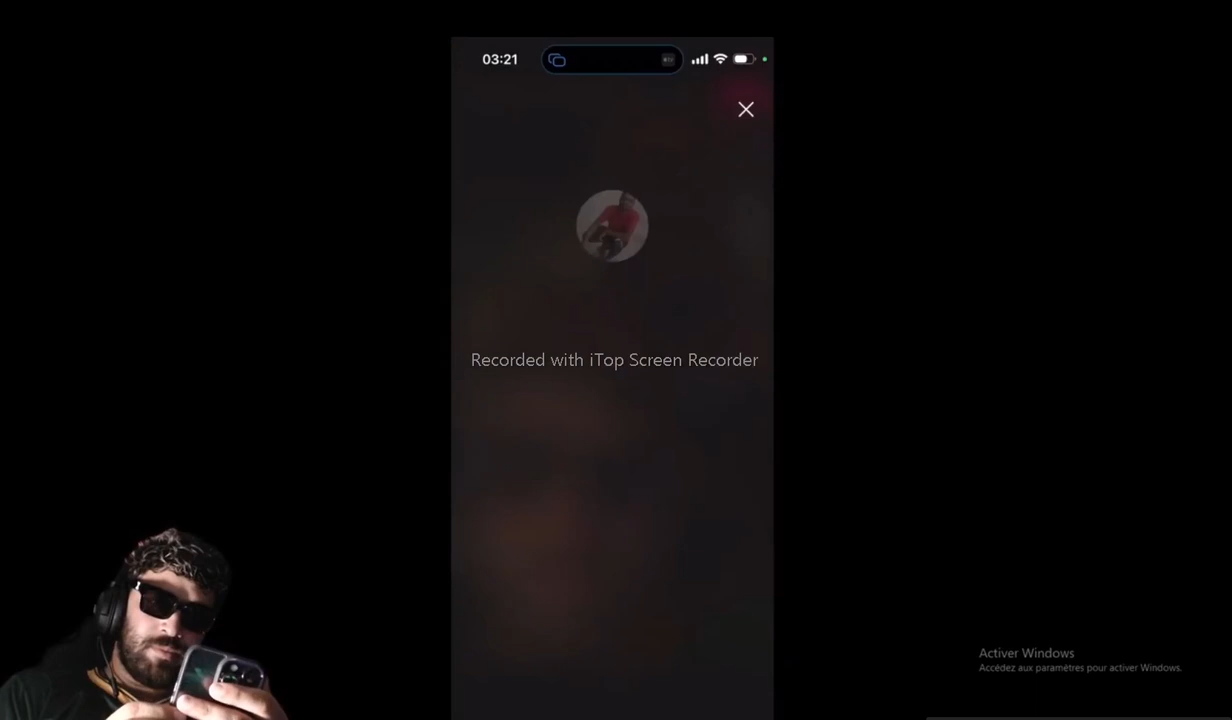 03:21
Recorded with iTop Screen Recorder
Activer Windows
Accédez aux paramètres pour activer Windows.